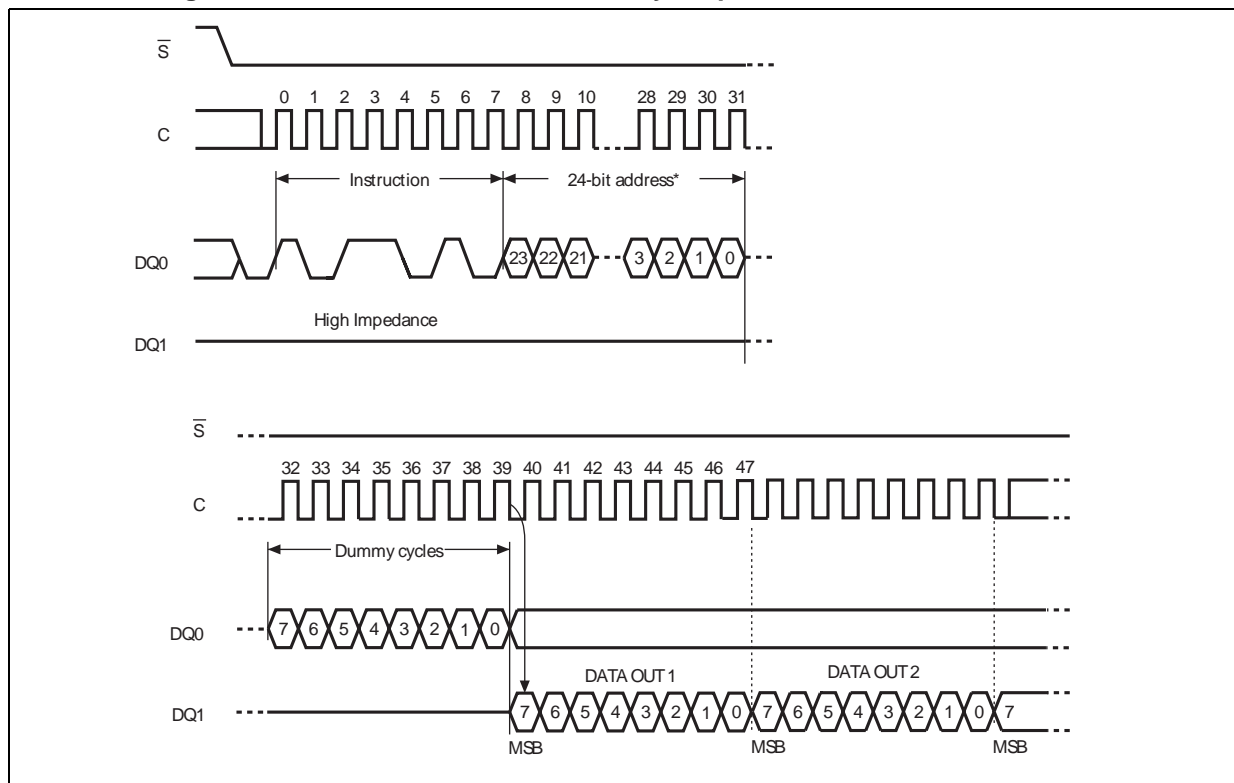 S
0 1 2 3 4 5 6 7 8 9 10 28 29 30 31
C
Instruction 24-bit address*
DQ0 23 22 21 3 2 1 0
High Impedance
DQ1
S
32 33 34 35 36 37 38 39 40 41 42 43 44 45 46 47
C
Dummy cycles
DQ0 7 6 5 4 3 2 1 0
DATA OUT 1 DATA OUT 2
DQ1 7 6 5 4 3 2 1 0 7 6 5 4 3 2 1 0 7
MSB MSB MSB